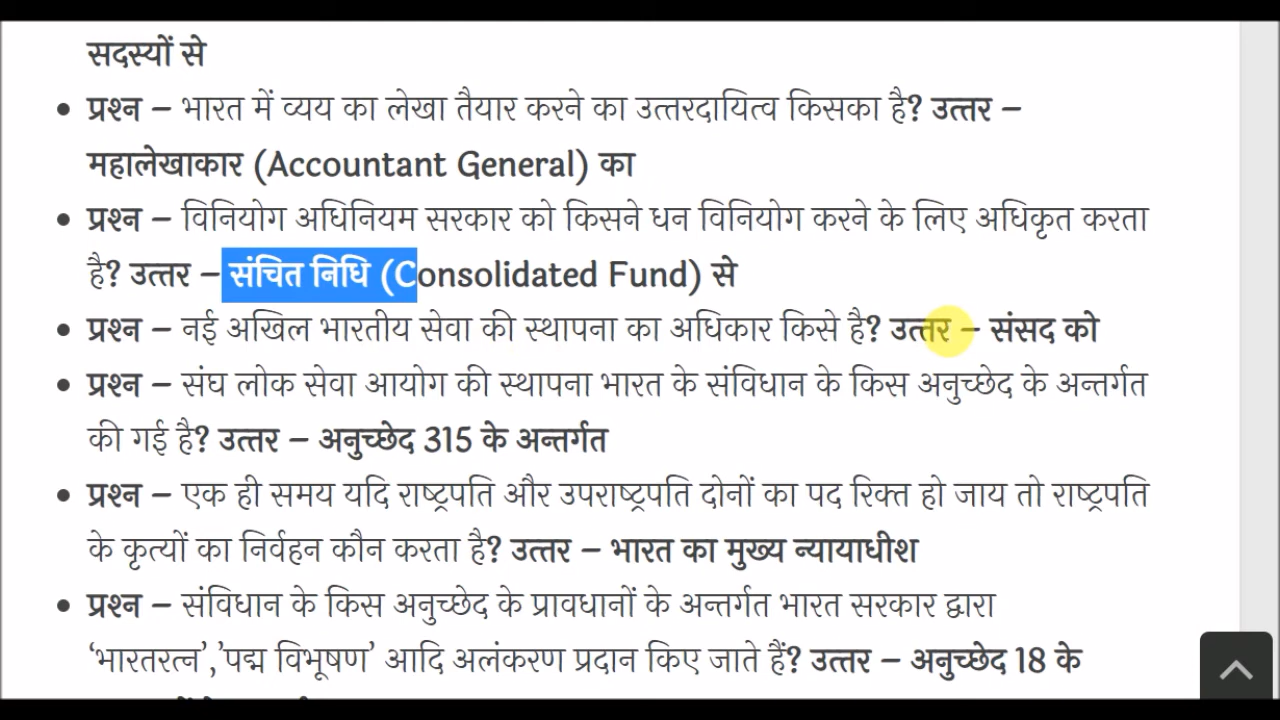 सदस्यों से
• प्रश्न – भारत में व्यय का लेखा तैयार करने का उत्तरदायित्व किसका है? उत्तर –
महालेखाकार (Accountant General) का
• प्रश्न – विनियोग अधिनियम सरकार को किसने धन विनियोग करने के लिए अधिकृत करता
है? उत्तर – संचित निधि (Consolidated Fund) से
• प्रश्न – नई अखिल भारतीय सेवा की स्थापना का अधिकार किसे है? उत्तर – संसद को
• प्रश्न – संघ लोक सेवा आयोग की स्थापना भारत के संविधान के किस अनुच्छेद के अन्तर्गत
की गई है? उत्तर – अनुच्छेद 315 के अन्तर्गत
• प्रश्न – एक ही समय यदि राष्ट्रपति और उपराष्ट्रपति दोनों का पद रिक्त हो जाय तो राष्ट्रपति
के कृत्यों का निर्वहन कौन करता है? उत्तर – भारत का मुख्य न्यायाधीश
• प्रश्न – संविधान के किस अनुच्छेद के प्रावधानों के अन्तर्गत भारत सरकार द्वारा
‘भारतरत्न’,’पद्म विभूषण’ आदि अलंकरण प्रदान किए जाते हैं? उत्तर – अनुच्छेद 18 के